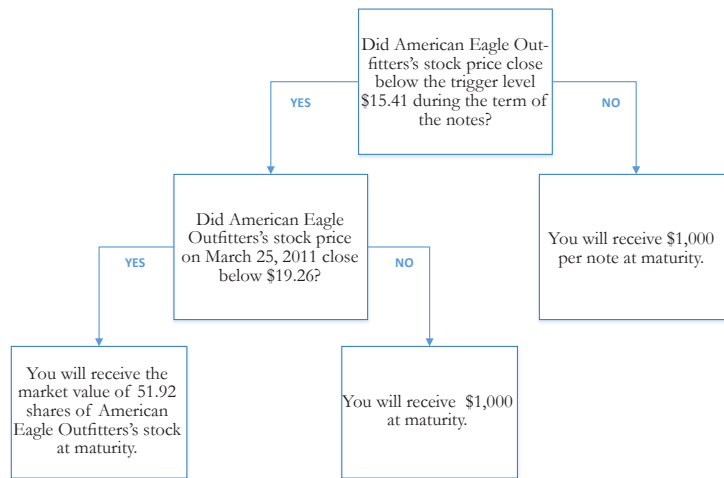 Did American Eagle Out-
fitters's stock price close
below the trigger level
$15.41 during the term of
the notes?
YES
NO
Did American Eagle
Outfitters's stock price
on March 25, 2011 close
below $19.26?
You will receive $1,000
per note at maturity.
YES
NO
You will receive the
market value of 51.92
shares of American
Eagle Outfitters's stock
at maturity.
You will receive $1,000
at maturity.